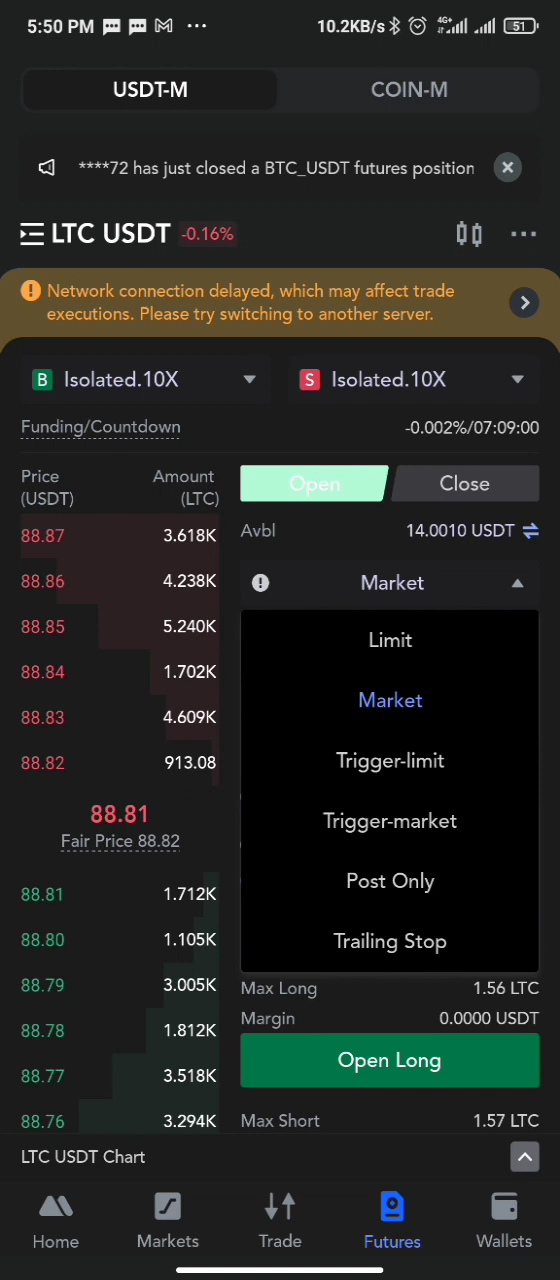 5:50 PM
10.2KB/s
4G+
51
USDT-M
COIN-M
****72 has just closed a BTC_USDT futures position
LTC USDT -0.16%
Network connection delayed, which may affect trade
executions. Please try switching to another server.
B Isolated.10X
S Isolated.10X
Funding/Countdown
-0.002%/07:09:00
Price
(USDT)
Amount
(LTC)
88.87 3.618K
88.86 4.238K
88.85 5.240K
88.84 1.702K
88.83 4.609K
88.82 913.08
88.81
Fair Price 88.82
88.81 1.712K
88.80 1.105K
88.79 3.005K
88.78 1.812K
88.77 3.518K
88.76 3.294K
Open
Close
Avbl
14.0010 USDT
Market
Limit
Market
Trigger-limit
Trigger-market
Post Only
Trailing Stop
Max Long 1.56 LTC
Margin 0.0000 USDT
Open Long
Max Short 1.57 LTC
LTC USDT Chart
Home
Markets
Trade
Futures
Wallets